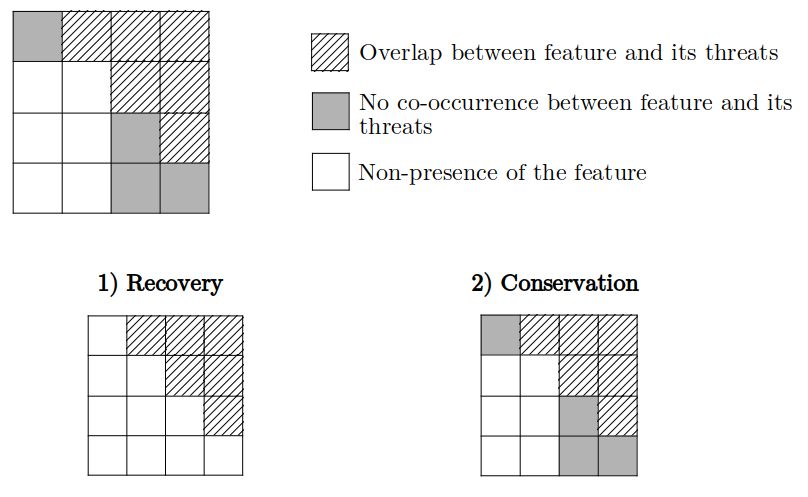 Overlap between feature and its threats
No co-occurrence between feature and its
threats
Non-presence of the feature
1) Recovery
2) Conservation